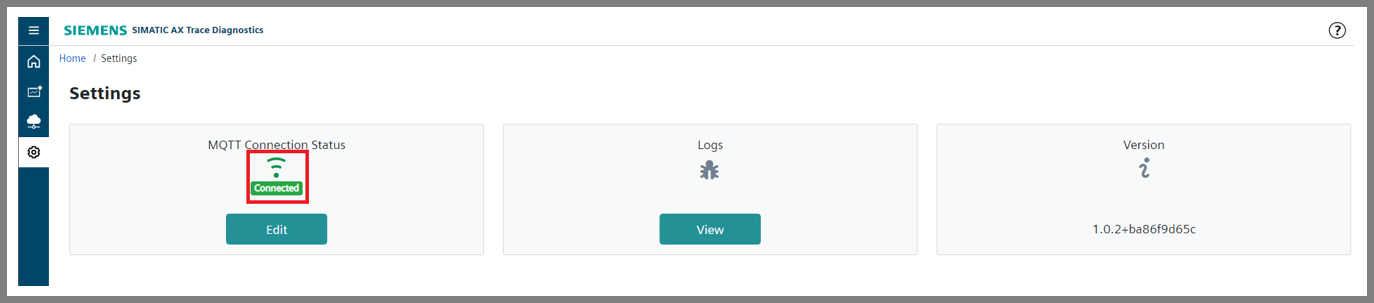 SIEMENS SIMATIC AX Trace Diagnostics ?
Home / Settings
Settings
MQTT Connection Status
Connected
Edit
Logs
View
Version
1.0.2+ba86f9d65c